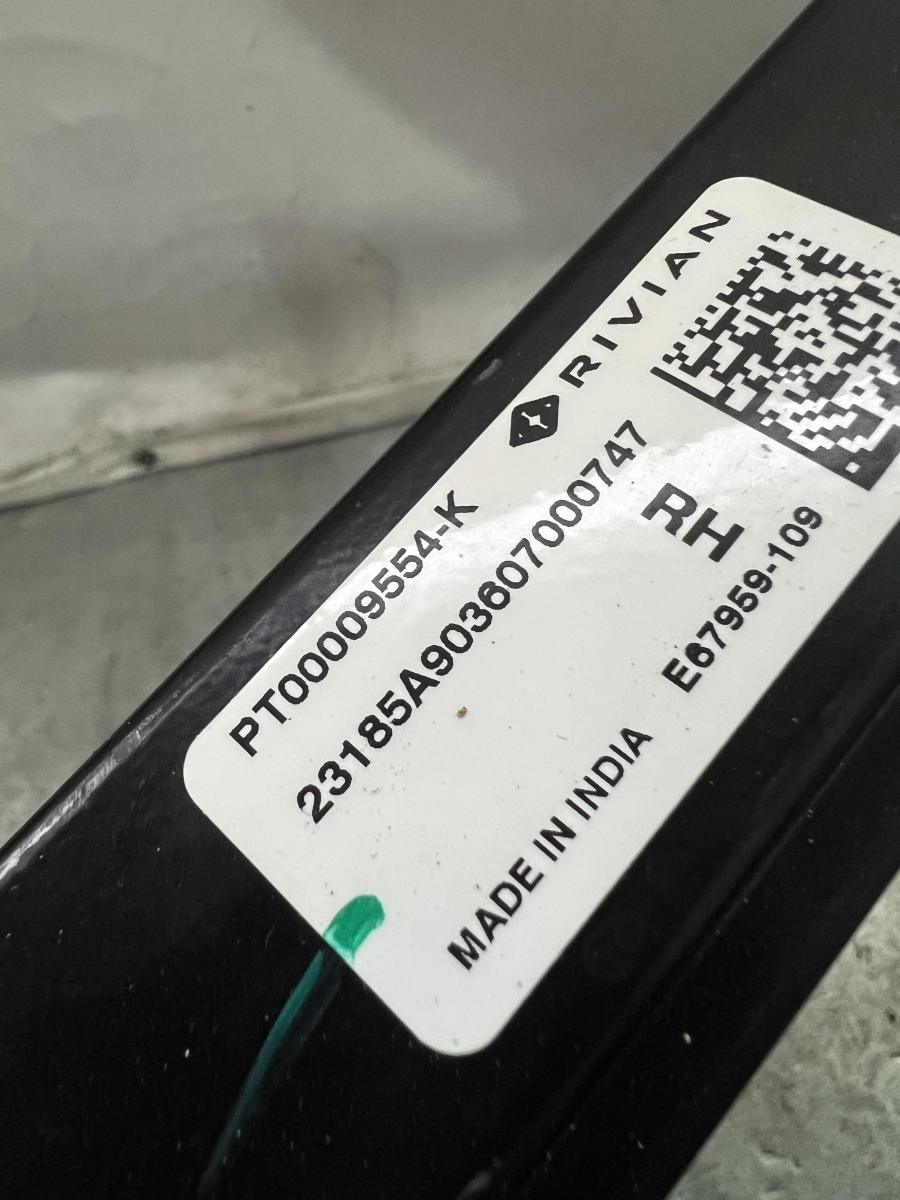 RIVIAN
PT00009554-K
23185A903607000747
RH
E67959-109
MADE IN INDIA